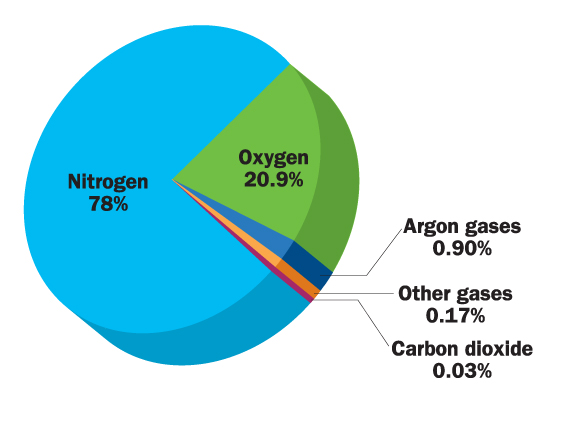 Nitrogen
78%
Oxygen
20.9%
Argon gases
0.90%
Other gases
0.17%
Carbon dioxide
0.03%